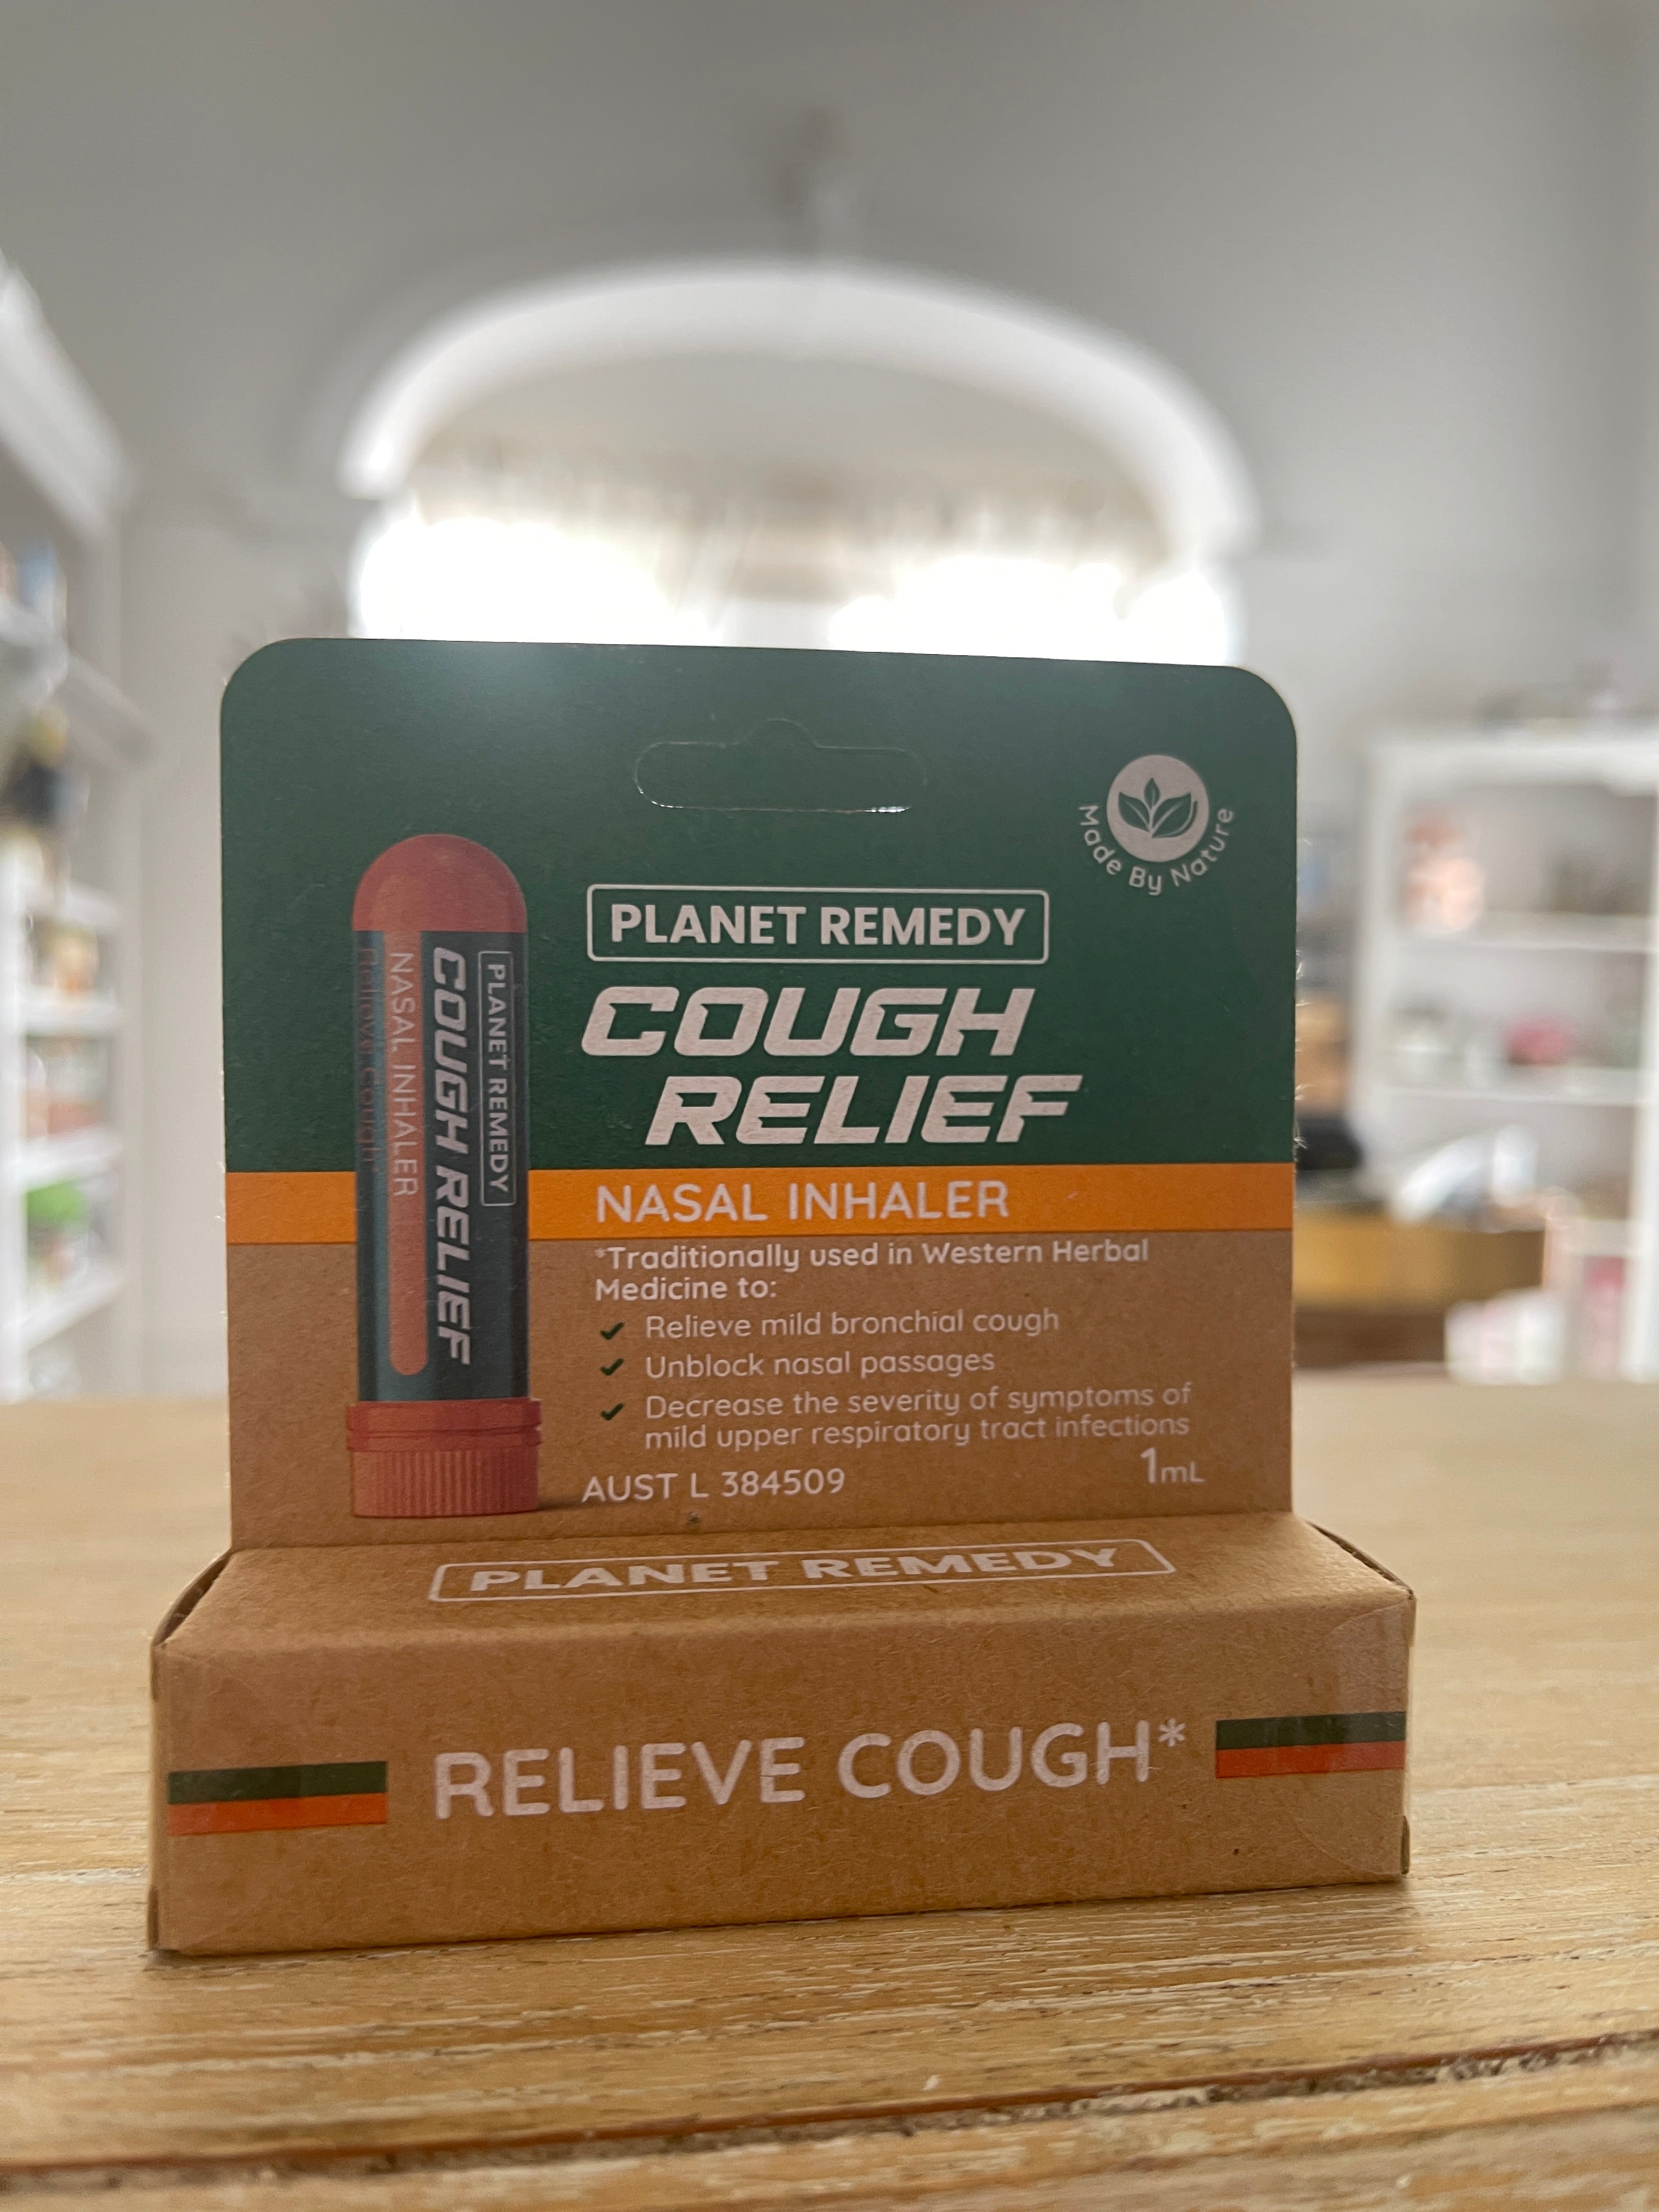 Made By Nature
PLANET REMEDY
COUGH
RELIEF
NASAL INHALER
*Traditionally used in Western Herbal
Medicine to:
Relieve mild bronchial cough
Unblock nasal passages
Decrease the severity of symptoms of
mild upper respiratory tract infections
1mL
AUST L 384509
PLANET REMEDY
COUGH RELIEF
NASAL INHALER
Relieve Cough
PLANET REMEDY
RELIEVE COUGH*